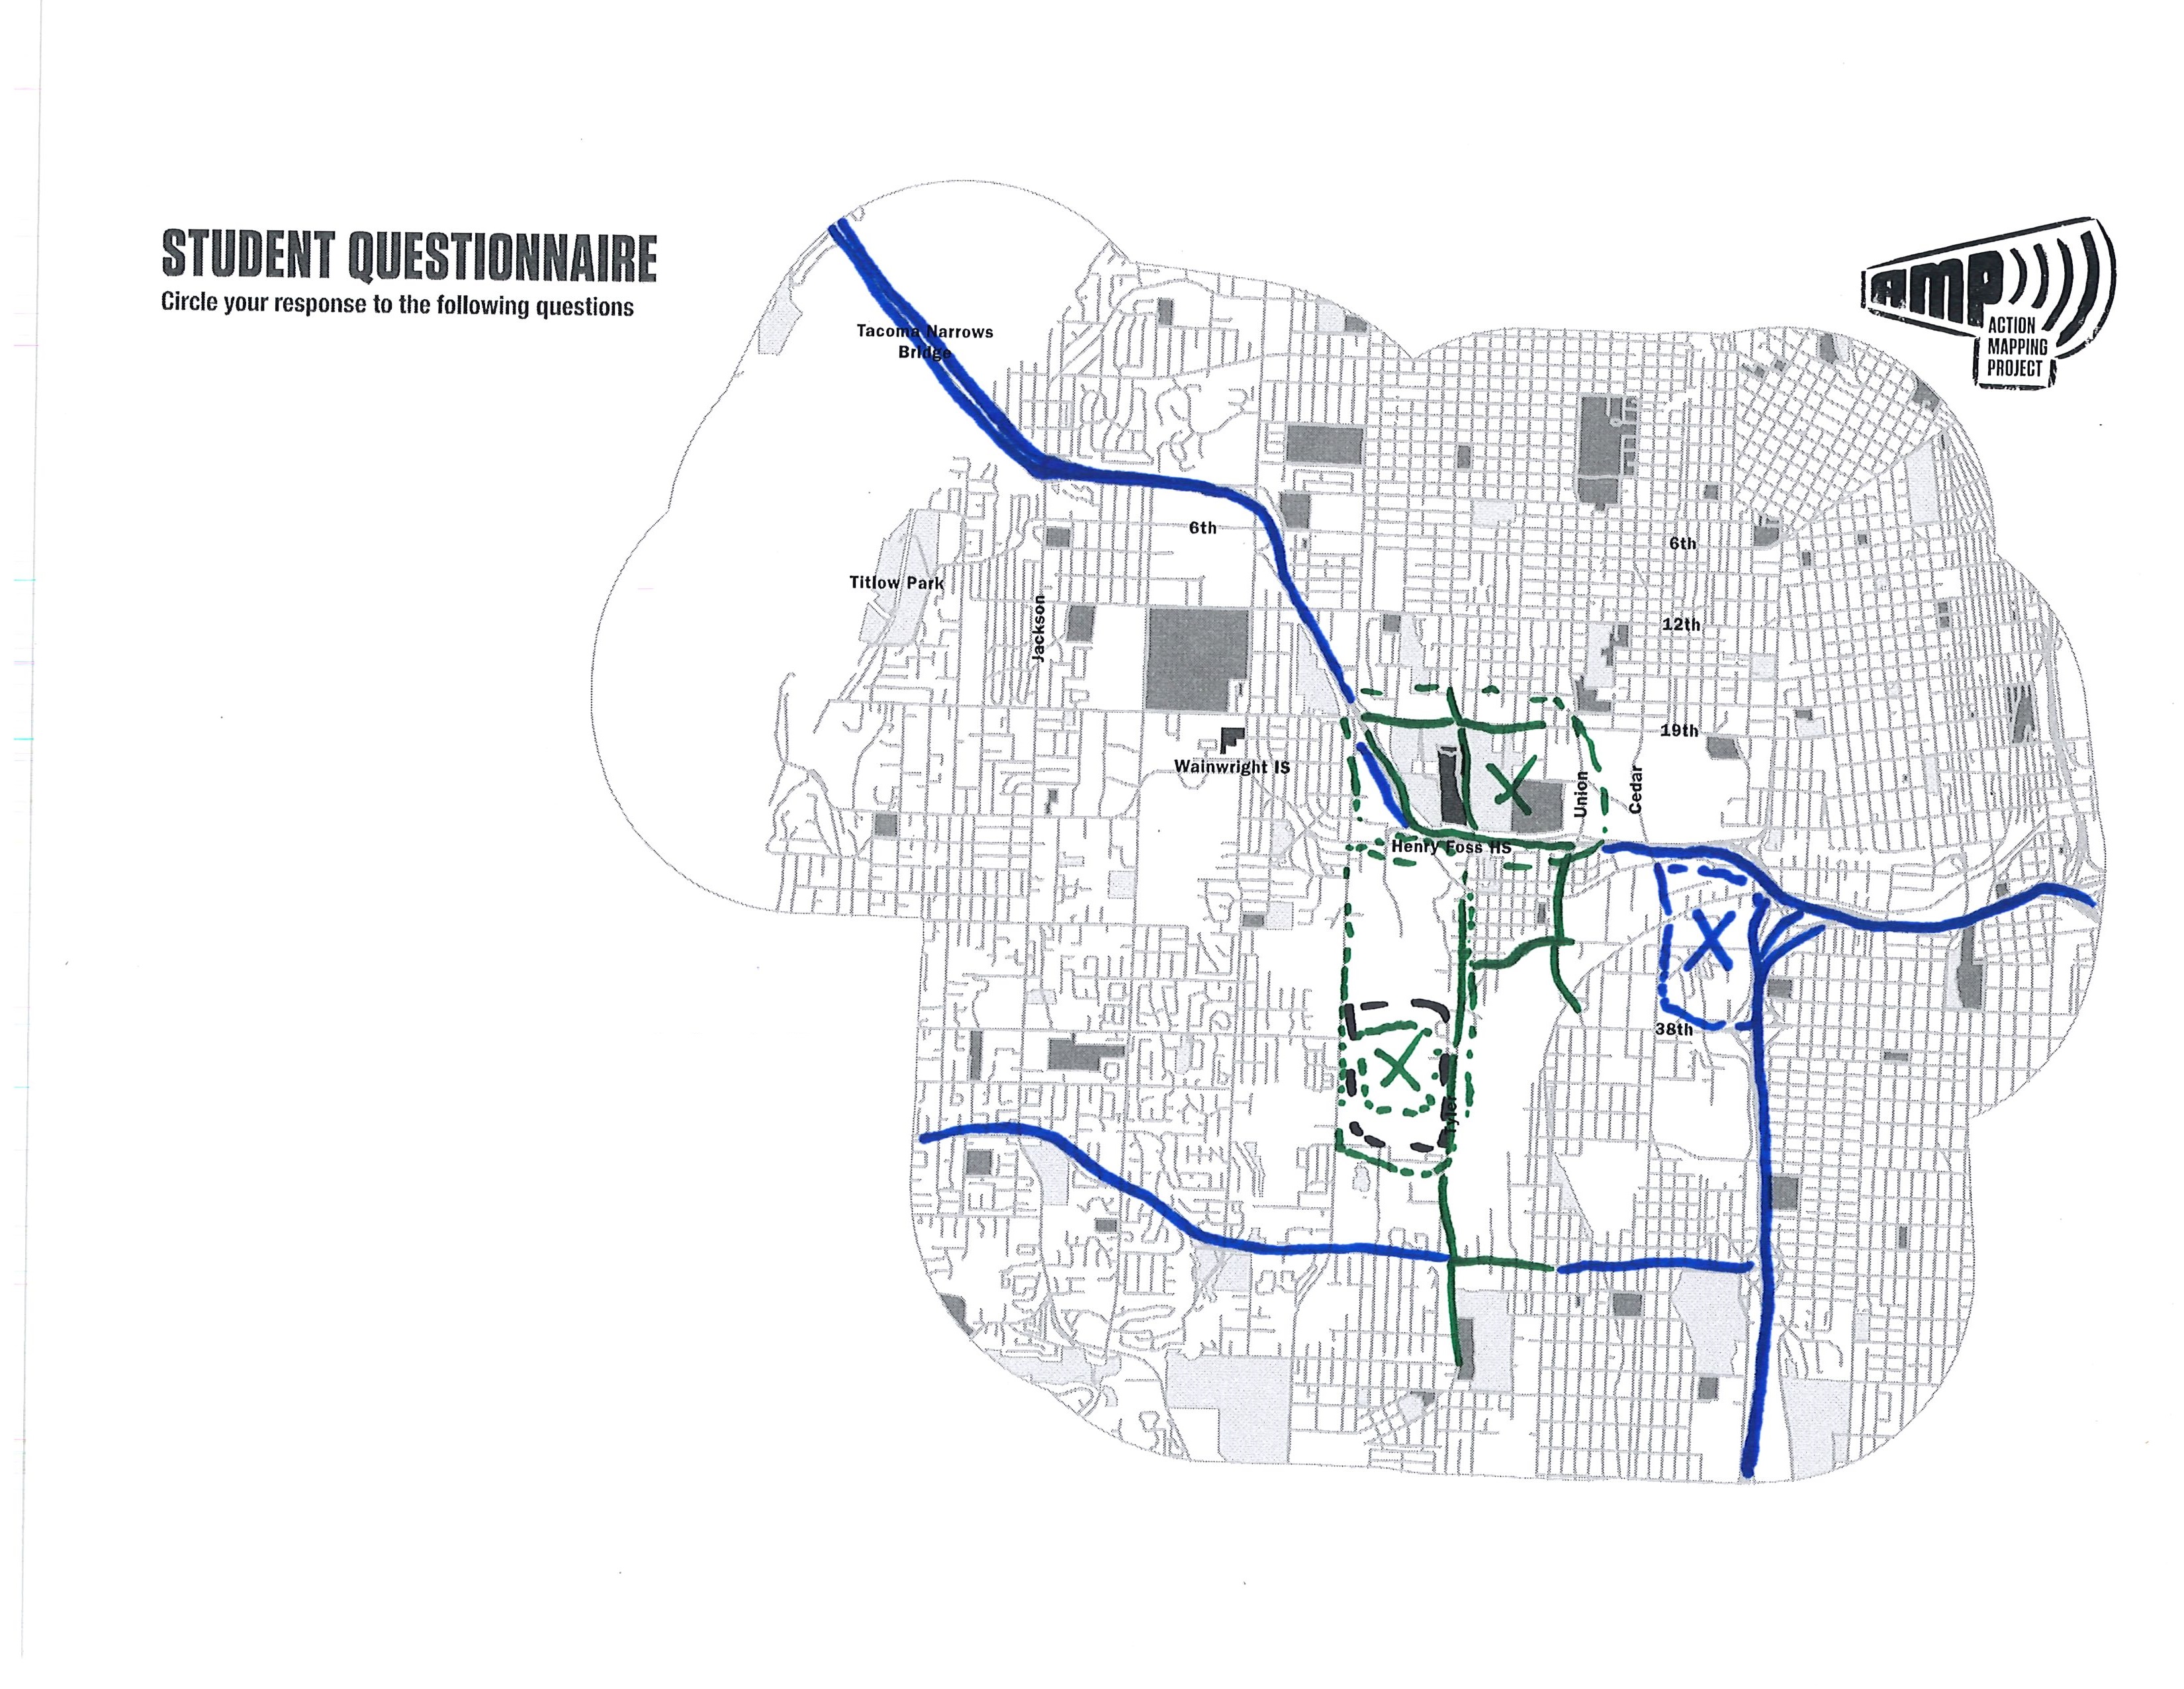 STUDENT QUESTIONNAIRE
Circle your response to the following questions
AMP
ACTION
MAPPING
PROJECT
Tacoma Narrows
Bridge
6th
6th
Titlow Park
Jackson
12th
19th
Wainwright IS
Union
Cedar
Henry Foss HS
X
X
38th
X
Tyler